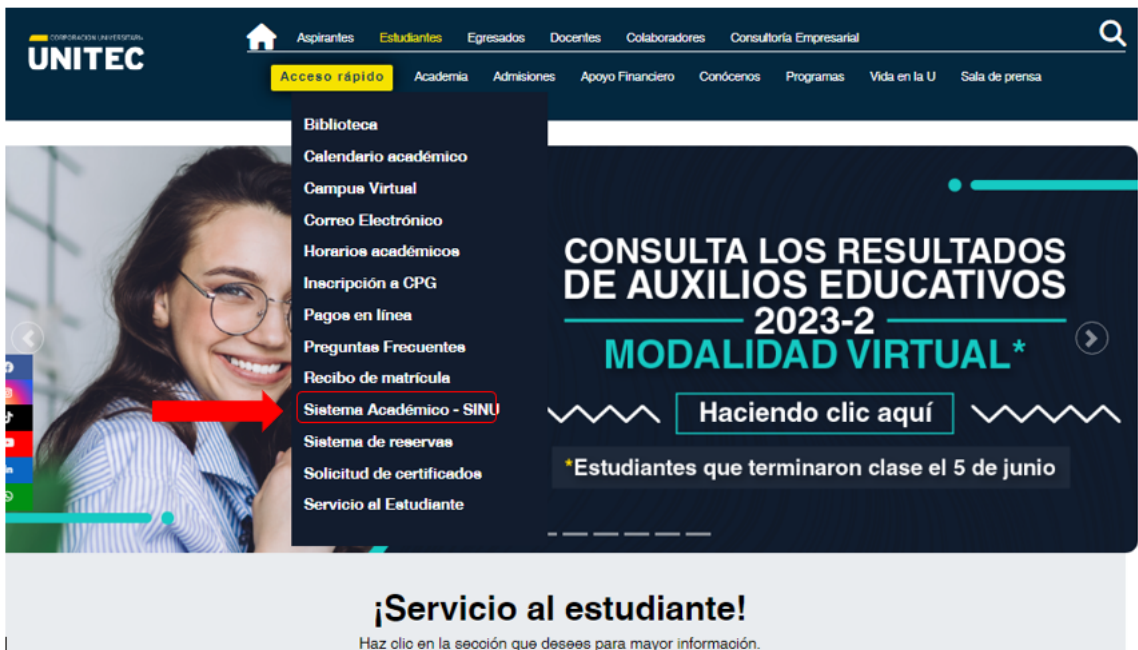 CORPORACIÓN UNIVERSITARIA
UNITEC
Aspirantes Estudiantes Egresados Docentes Colaboradores Consultoría Empresarial
Acceso rápido Academia Admisiones Apoyo Financiero Conócenos Programas Vida en la U Sala de prensa
Biblioteca
Calendario académico
Campus Virtual
Correo Electrónico
Horarios académicos
Inscripción a CPG
Pagos en línea
Preguntas Frecuentes
Recibo de matrícula
Sistema Académico - SINU
Sistema de reservas
Solicitud de certificados
Servicio al Estudiante
CONSULTA LOS RESULTADOS
DE AUXILIOS EDUCATIVOS
2023-2
MODALIDAD VIRTUAL*
Haciendo clic aquí
*Estudiantes que terminaron clase el 5 de junio
¡Servicio al estudiante!
Haz clic en la sección que desees para mayor información.